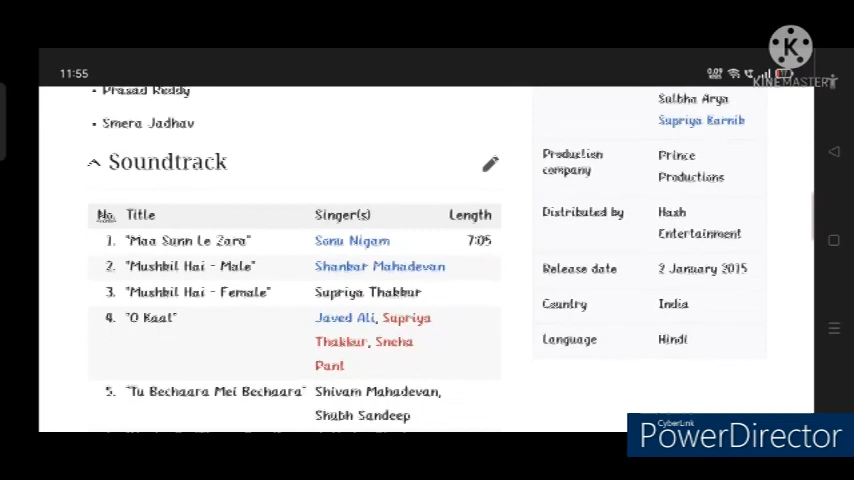 11:55
KINEMASTER
• Prasad Reddy
• Smera Jadhav
Soundtrack
No. Title Singer(s) Length
1. "Maa Sunn Le Zara" Sonu Nigam 7:05
2. "Mushkil Hai - Male" Shankar Mahadevan
3. "Mushkil Hai - Female" Supriya Thakkur
4. "O Kaat" Javed Ali, Supriya
Thakkur, Sneha
Pant
5. "Tu Bechaara Mei Bechaara" Shivam Mahadevan,
Shubh Sandeep
Sulbha Arya
Supriya Karnik
Production
company
Prince
Productions
Distributed by
Hash
Entertainment
Release date 2 January 2015
Country India
Language Hindi
CyberLink
PowerDirector